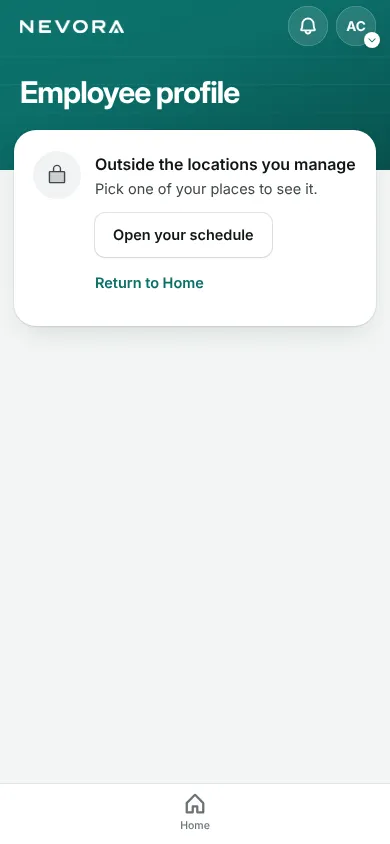 NEVORA
AC
Employee profile
Outside the locations you manage
Pick one of your places to see it.
Open your schedule
Return to Home
Home